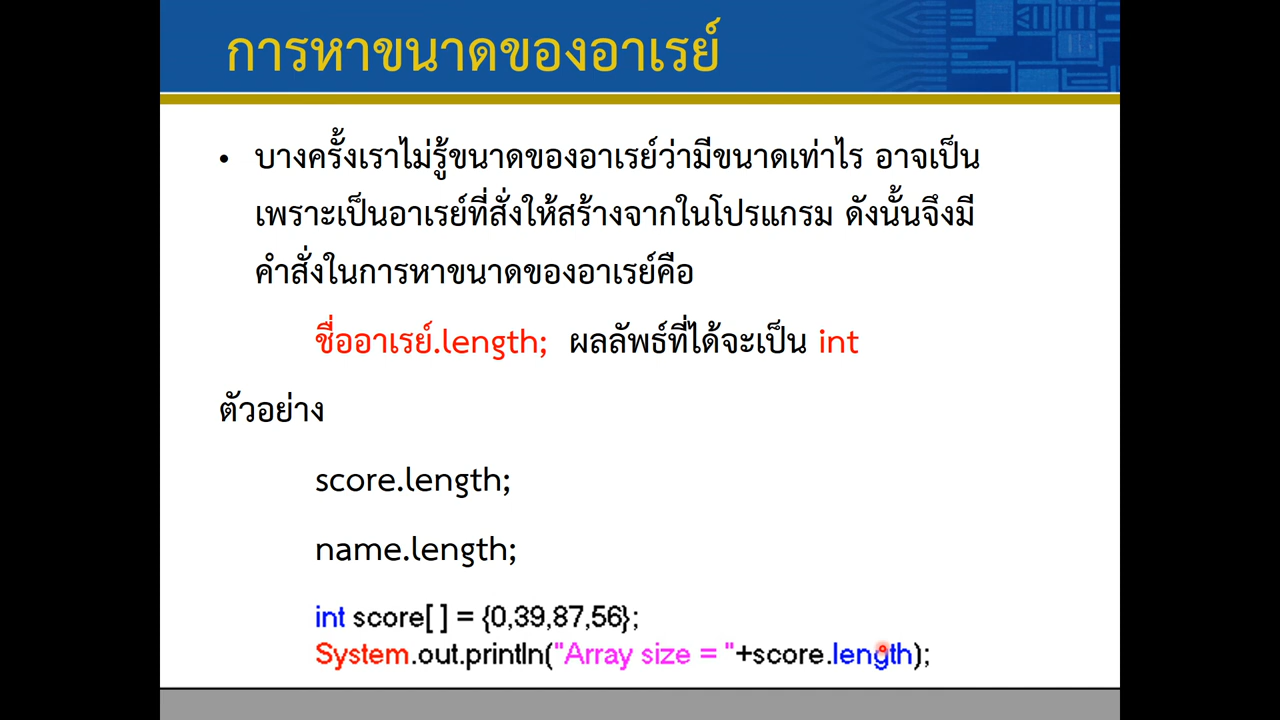 การหาขนาดของอาเรย์
• บางครั้งเราไม่รู้ขนาดของอาเรย์ว่ามีขนาดเท่าไร อาจเป็น
เพราะเป็นอาเรย์ที่สั่งให้สร้างจากในโปรแกรม ดังนั้นจึงมี
คำสั่งในการหาขนาดของอาเรย์คือ
ชื่ออาเรย์.length; ผลลัพธ์ที่ได้จะเป็น int
ตัวอย่าง
score.length;
name.length;
int score[ ] = {0,39,87,56};
System.out.println("Array size = "+score.length);